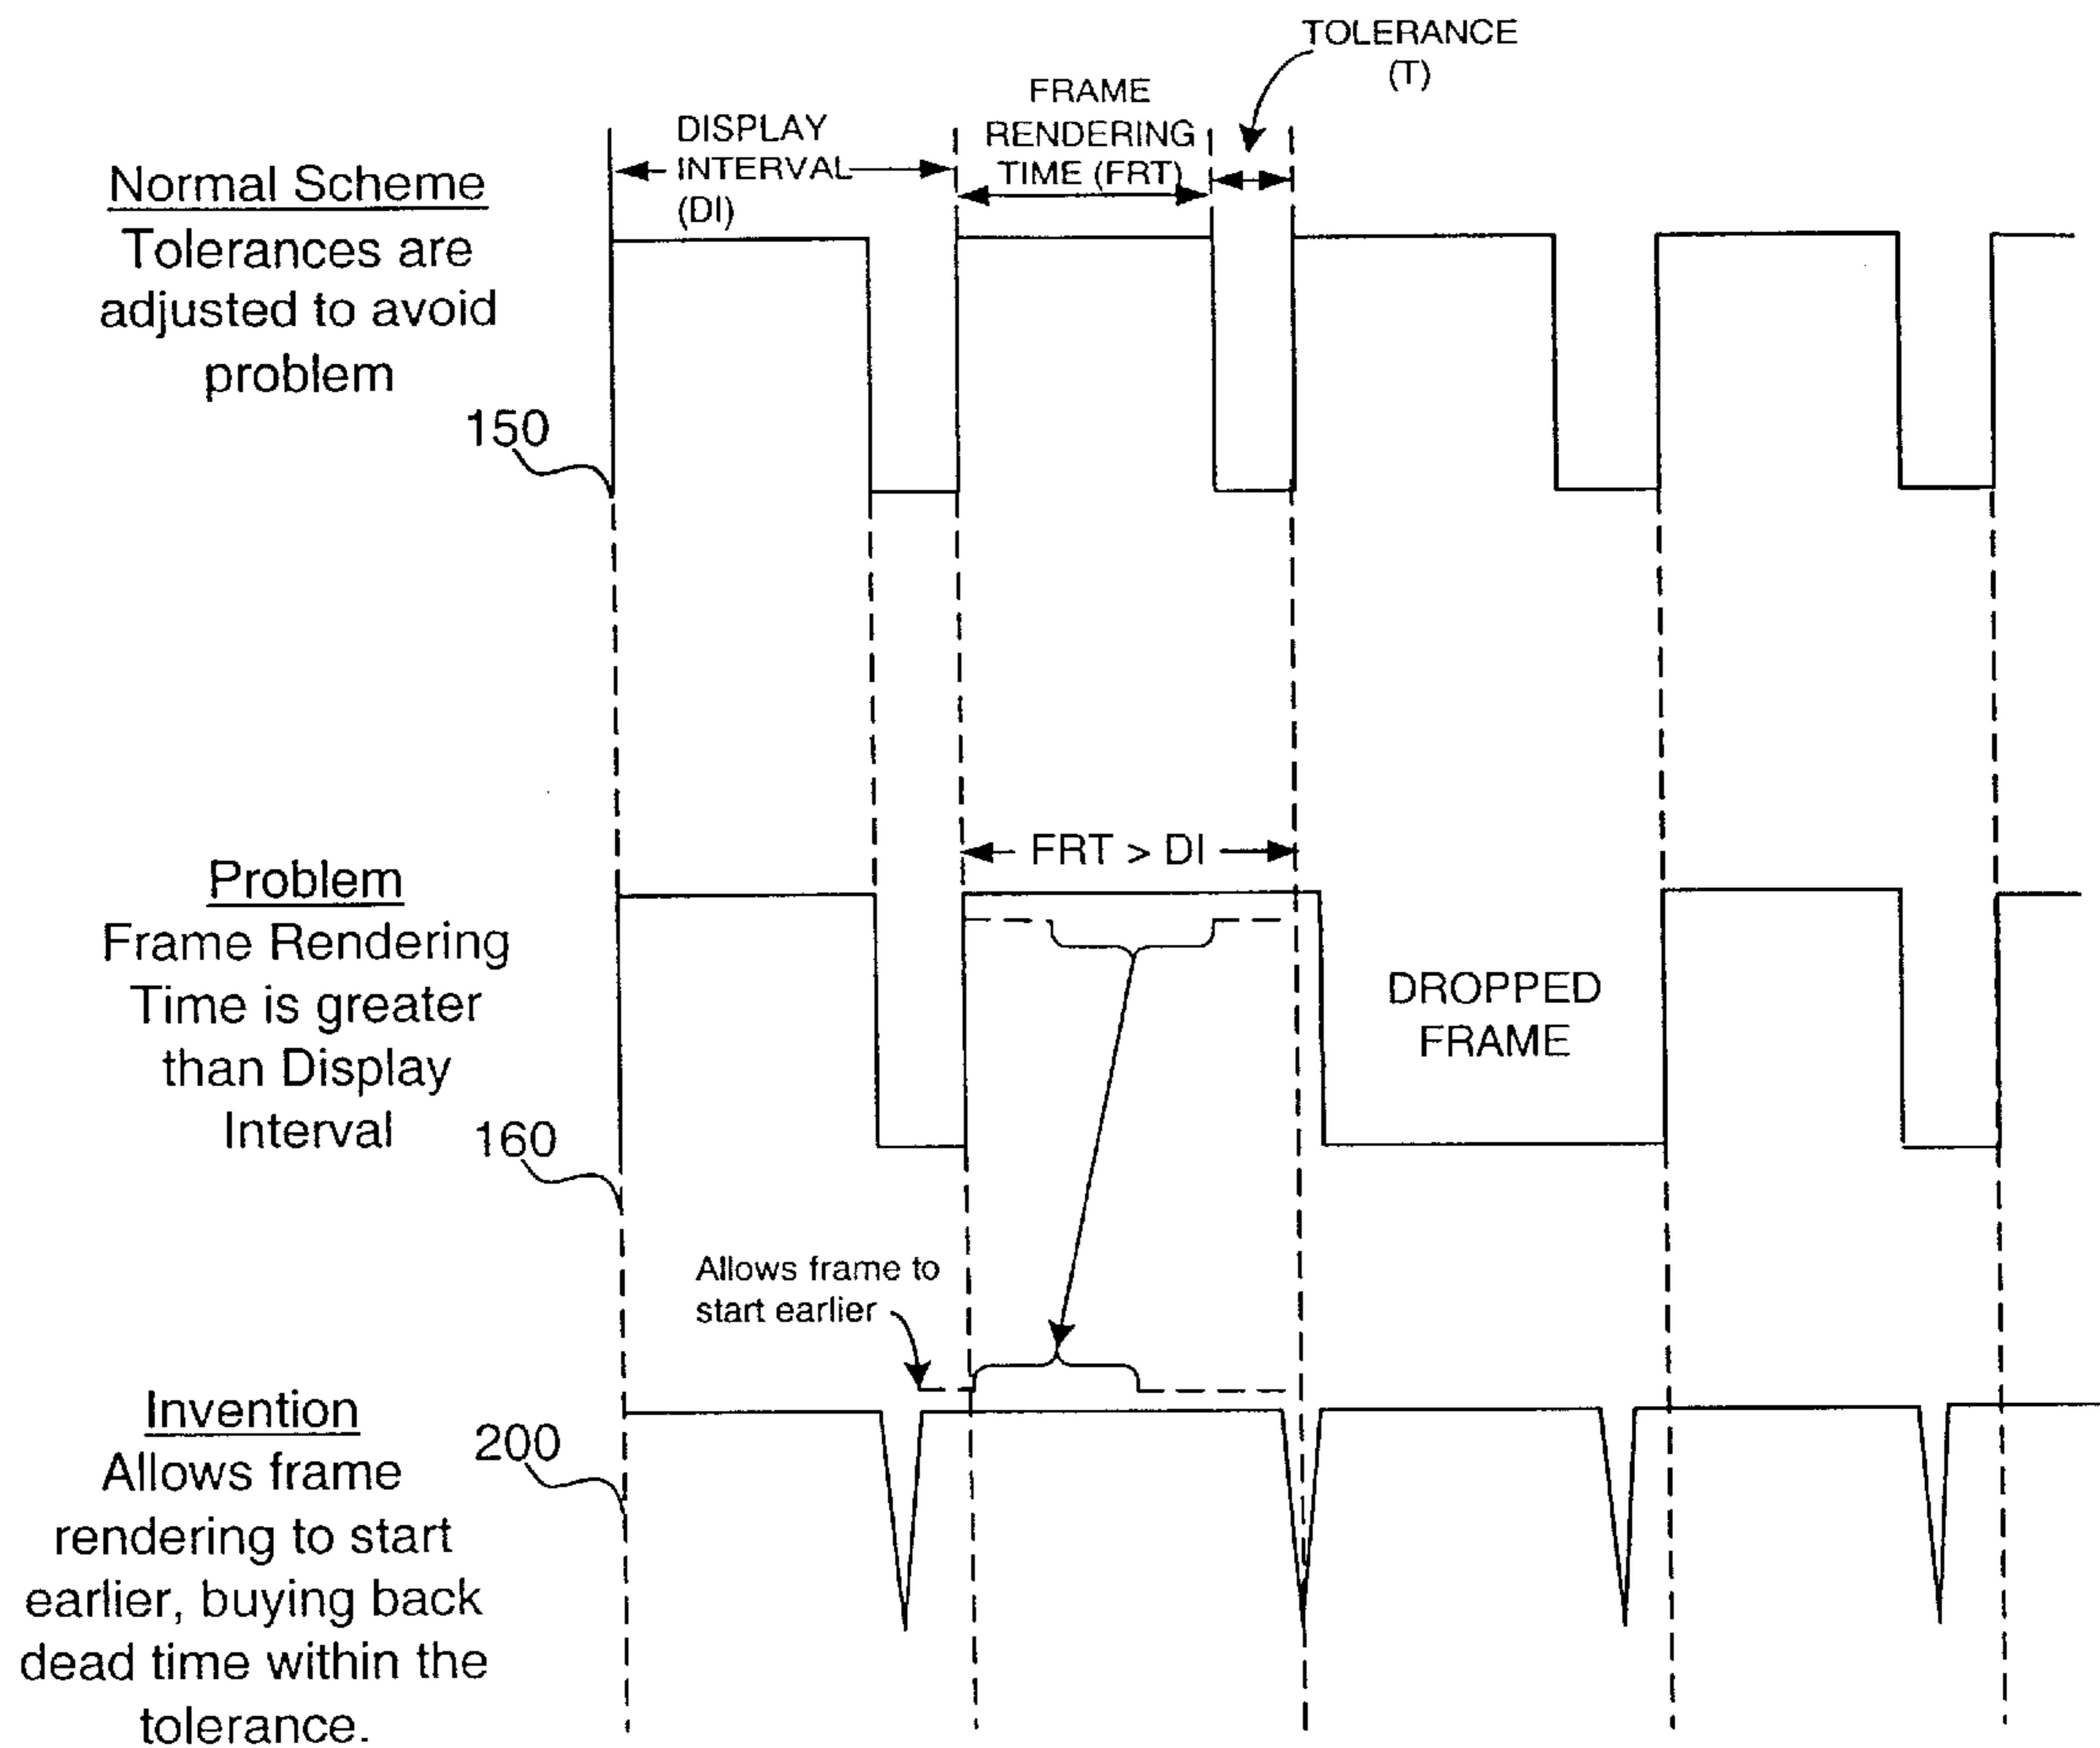 TOLERANCE
(T)
FRAME
RENDERING
TIME (FRT)
DISPLAY
INTERVAL
(DI)
Normal Scheme
Tolerances are
adjusted to avoid
problem
150
FRT > DI
Problem
Frame Rendering
Time is greater
than Display
Interval
160
DROPPED
FRAME
Allows frame to
start earlier
Invention
Allows frame
rendering to start
earlier, buying back
dead time within the
tolerance.
200